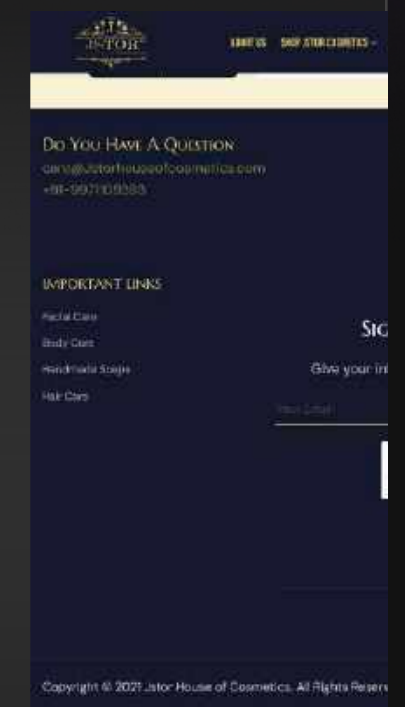 JSTOR
ABOUT US SHOP JSTOR COSMETICS
Do You Have A Question
care@Jstorhouseofcosmetics.com
IMPORTANT LINKS
Facial Care
Body Care
Handmade Soaps
Hair Care
Sig
Give your in
Your Email
Copyright © 2021 Jstor House of Cosmetics. All Rights Reserv